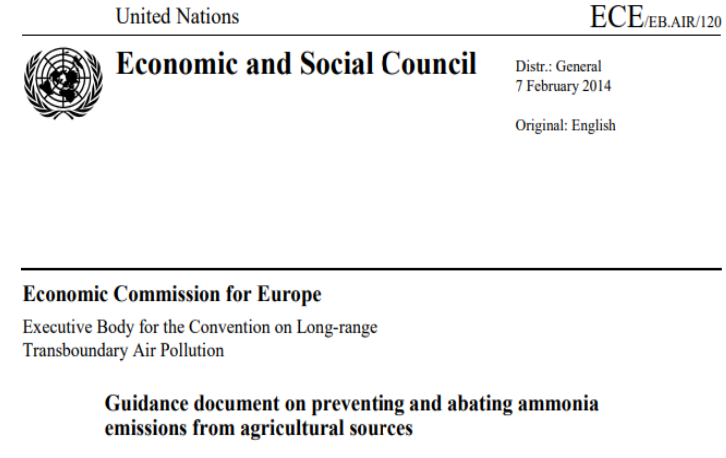 United Nations
ECE/EB.AIR/120
Economic and Social Council
Distr.: General
7 February 2014
Original: English
Economic Commission for Europe
Executive Body for the Convention on Long-range
Transboundary Air Pollution
Guidance document on preventing and abating ammonia
emissions from agricultural sources